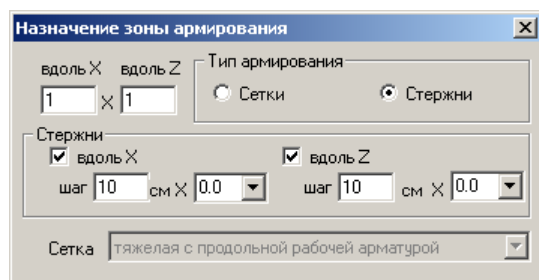 Назначение зоны армирования
вдоль X вдоль Z Тип армирования
1 X 1 Сетки Стержни
Стержни
вдоль X вдоль Z
шаг 10 см X 0.0 шаг 10 см X 0.0
Сетка тяжелая с продольной рабочей арматурой